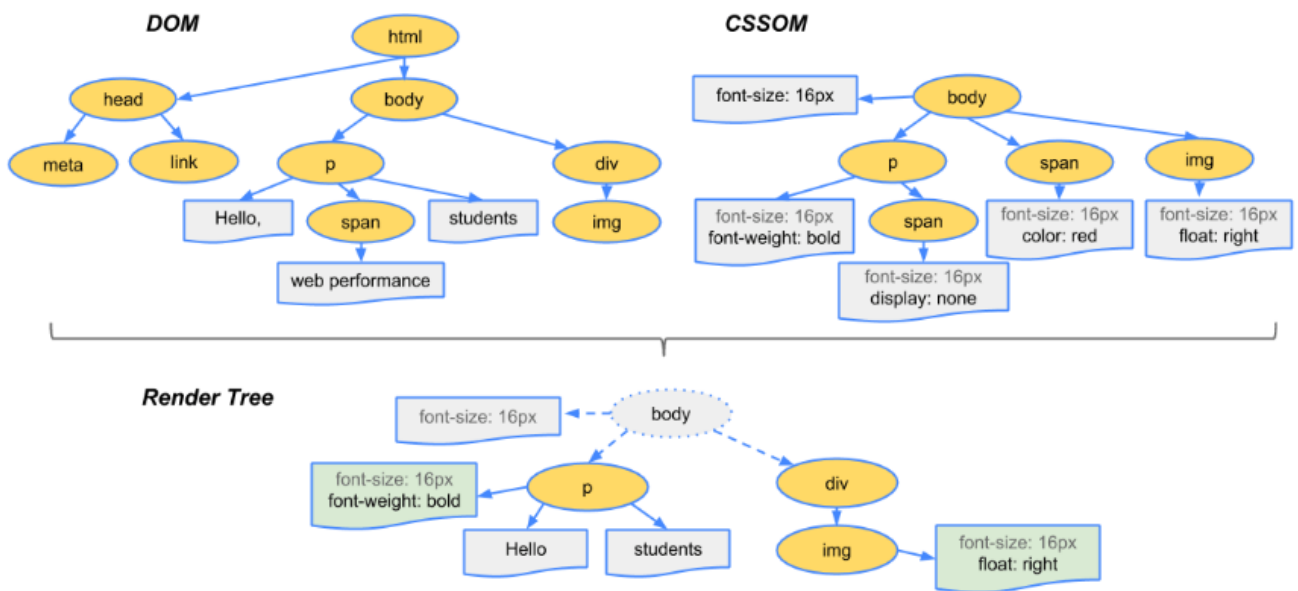 DOM
html
head
body
meta
link
p
div
Hello,
span
students
img
web performance
CSSOM
font-size: 16px
body
p
span
img
font-size: 16px
font-weight: bold
span
font-size: 16px
color: red
font-size: 16px
float: right
font-size: 16px
display: none
Render Tree
font-size: 16px
body
font-size: 16px
font-weight: bold
p
div
Hello
students
img
font-size: 16px
float: right